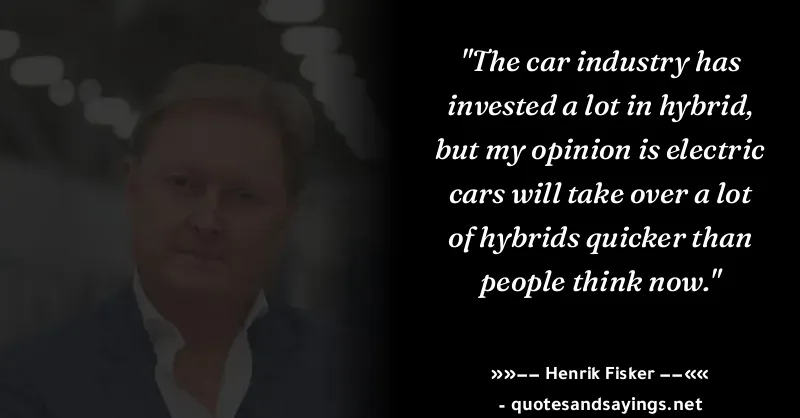 "The car industry has
invested a lot in hybrid,
but my opinion is electric
cars will take over a lot
of hybrids quicker than
people think now."
»»−− Henrik Fisker −−««
- quotesandsayings.net